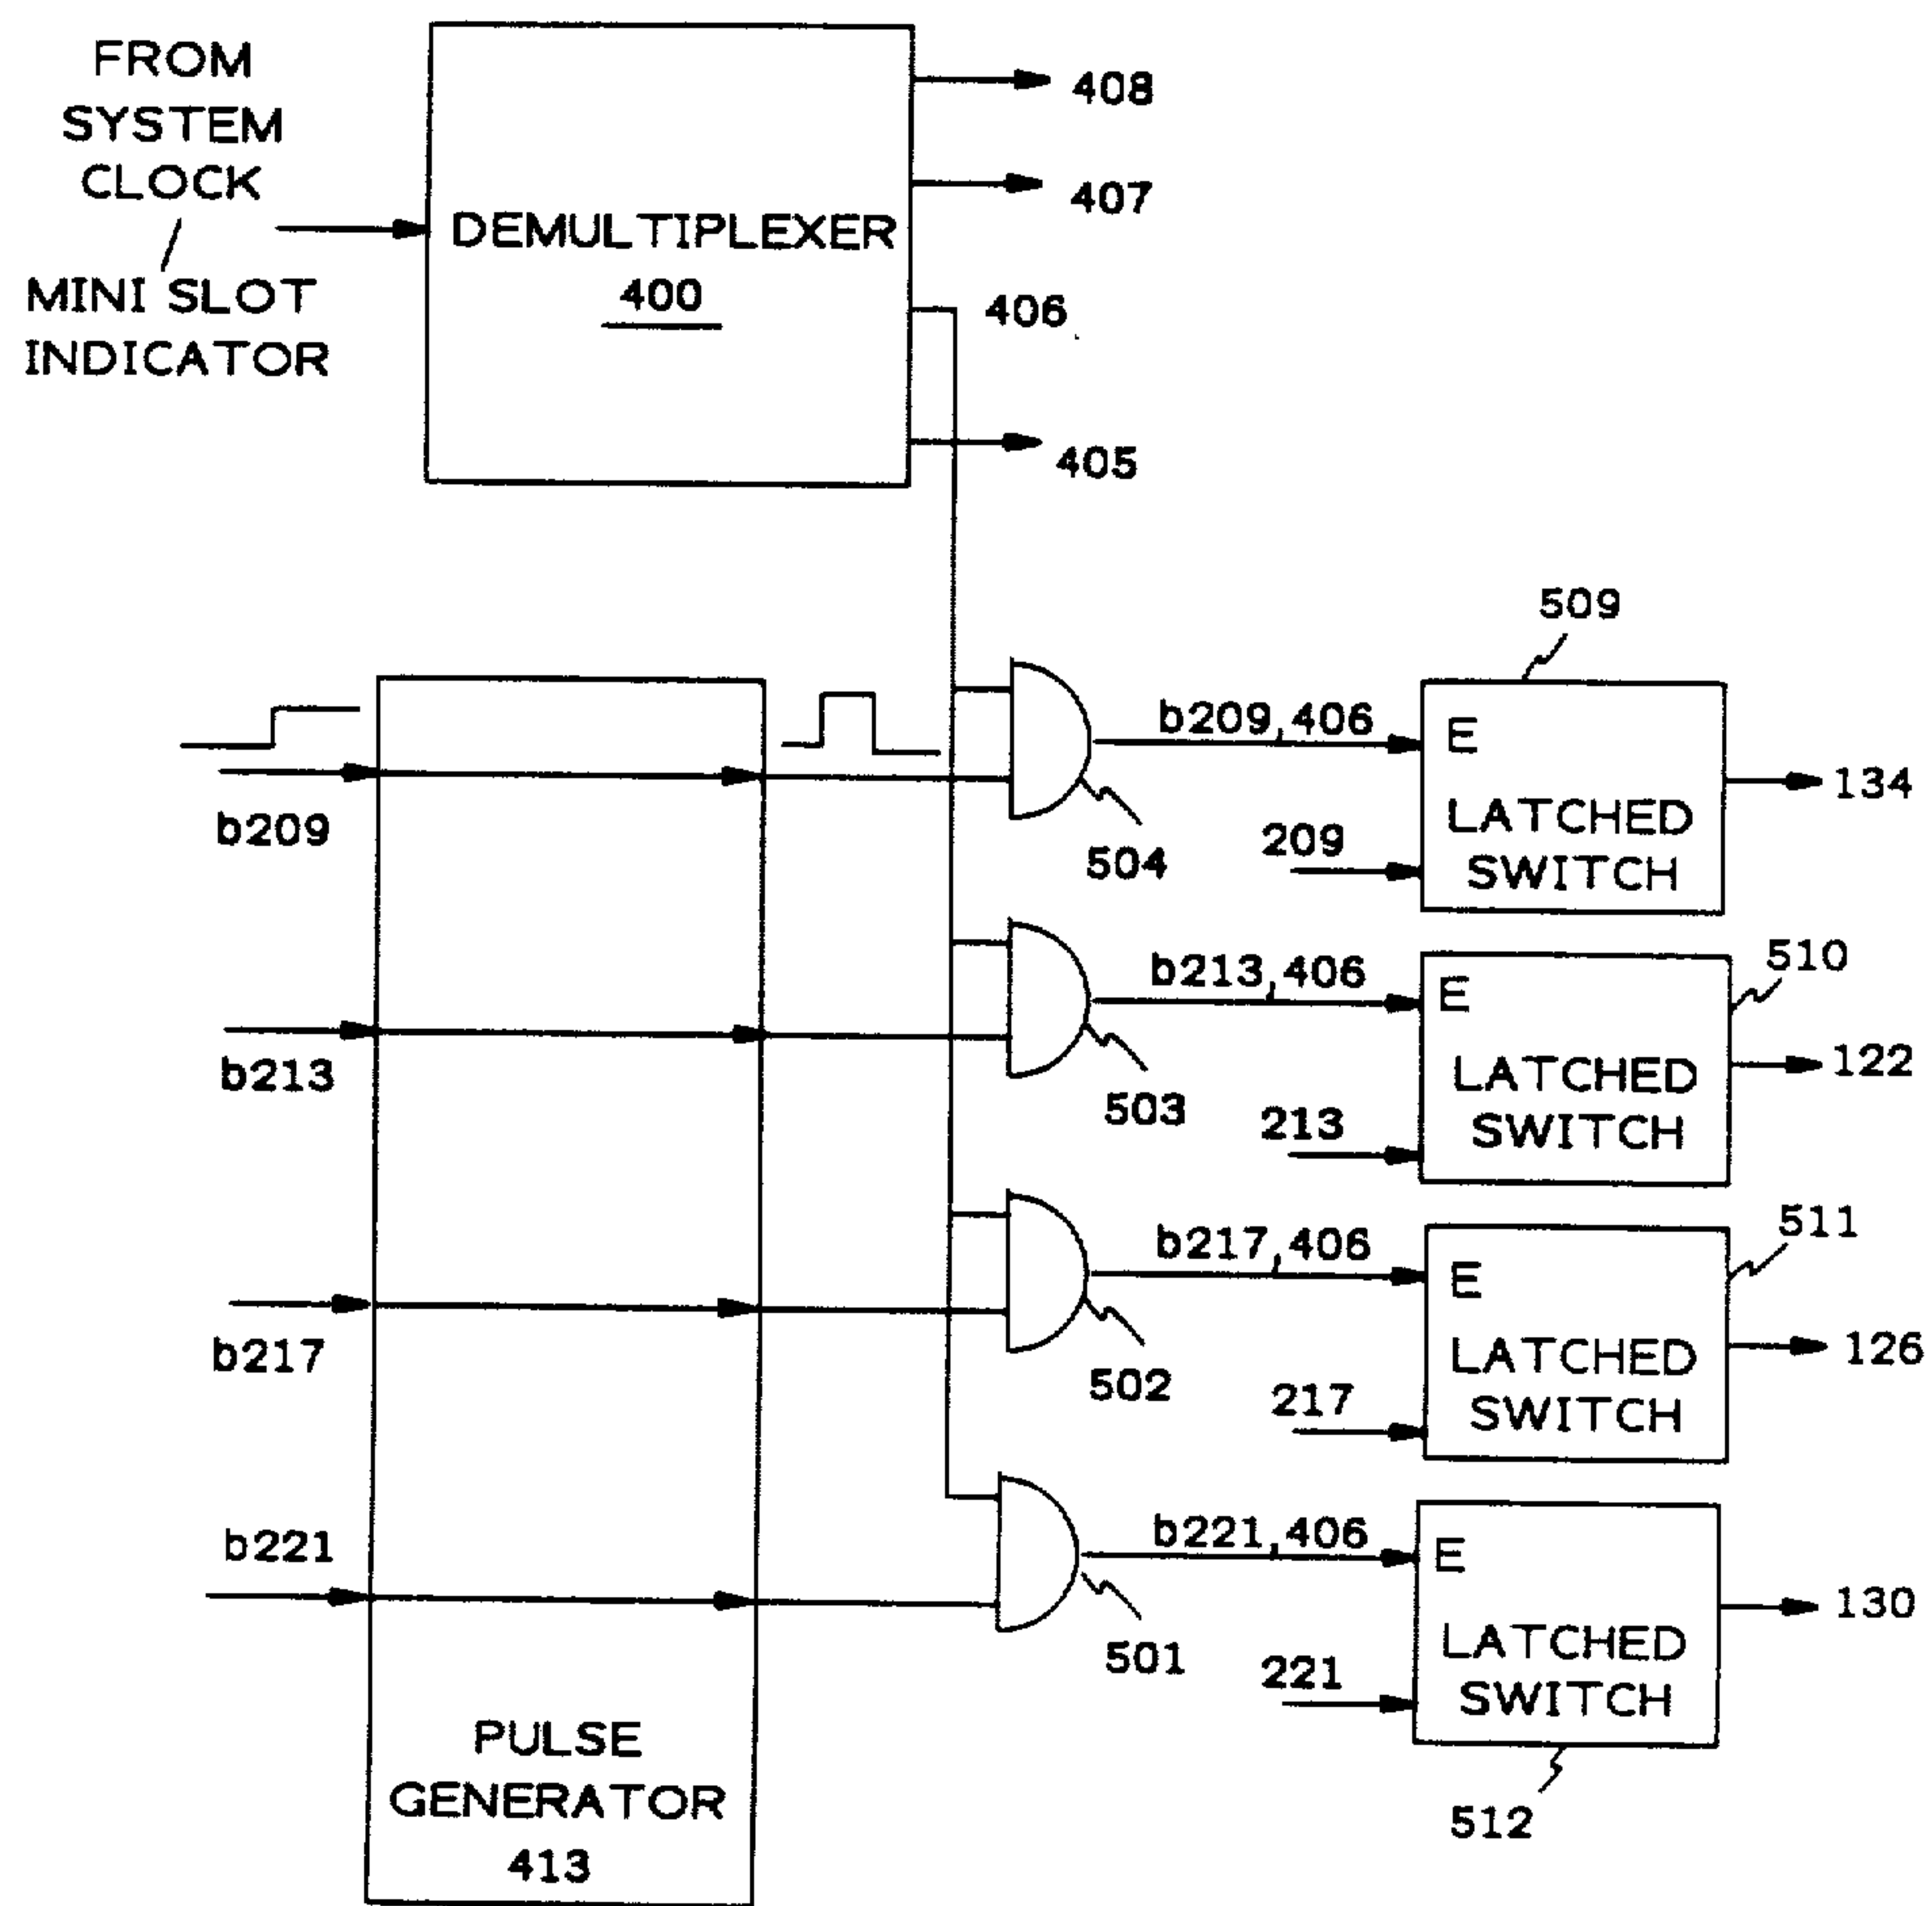 FROM
SYSTEM
CLOCK
MINI SLOT
INDICATOR
DEMULTIPLEXER
400
408
407
406
405
b209
b213
b217
b221
PULSE
GENERATOR
413
504
503
502
501
b209,406
209
509
E
LATCHED
SWITCH
134
b213,406
213
510
E
LATCHED
SWITCH
122
b217,406
217
511
E
LATCHED
SWITCH
126
b221,406
221
E
LATCHED
SWITCH
130
512